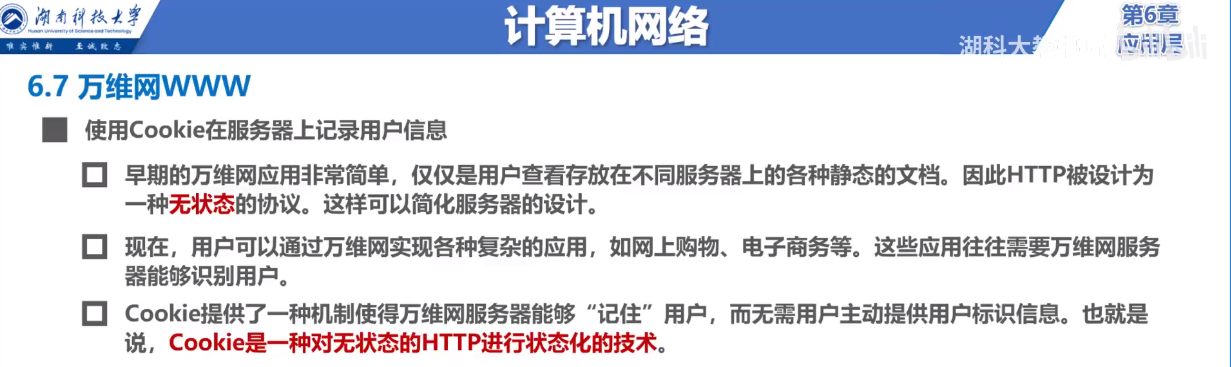 湖南科技大学
Hunan University of Science and Technology
唯实惟新 至诚致志
计算机网络
第6章
应用层
湖科大教
bili
6.7 万维网WWW
使用Cookie在服务器上记录用户信息
早期的万维网应用非常简单，仅仅是用户查看存放在不同服务器上的各种静态的文档。因此HTTP被设计为
一种无状态的协议。这样可以简化服务器的设计。
现在，用户可以通过万维网实现各种复杂的应用，如网上购物、电子商务等。这些应用往往需要万维网服务
器能够识别用户。
Cookie提供了一种机制使得万维网服务器能够“记住”用户，而无需用户主动提供用户标识信息。也就是
说，Cookie是一种对无状态的HTTP进行状态化的技术。